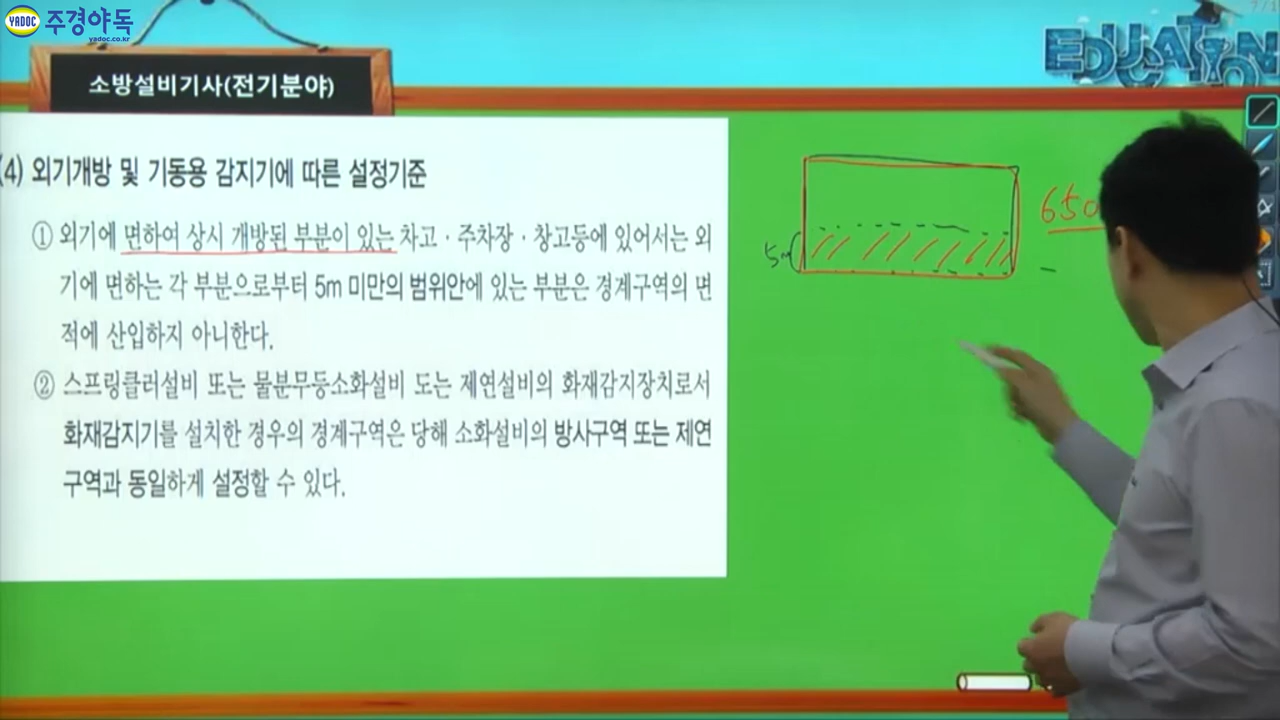 YADOC 주경야독
yadoc.co.kr
EDUCATION
소방설비기사(전기분야)
(4) 외기개방 및 기동용 감지기에 따른 설정기준
① 외기에 면하여 상시 개방된 부분이 있는 차고 · 주차장 · 창고등에 있어서는 외
기에 면하는 각 부분으로부터 5m 미만의 범위안에 있는 부분은 경계구역의 면
적에 산입하지 아니한다.
② 스프링클러설비 또는 물분무등소화설비 도는 제연설비의 화재감지장치로서
화재감지기를 설치한 경우의 경계구역은 당해 소화설비의 방사구역 또는 제연
구역과 동일하게 설정할 수 있다.
5m
650